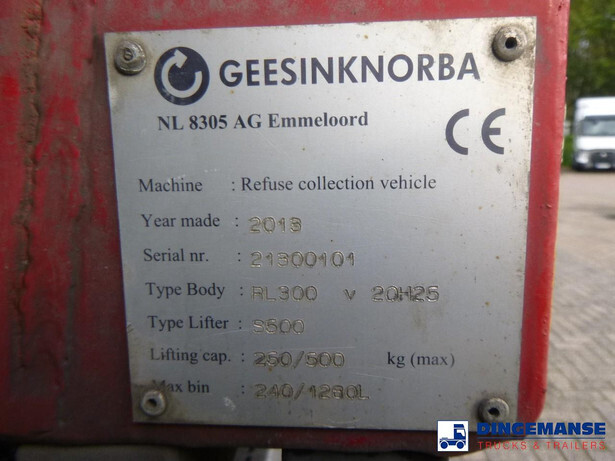 GEESINKNORBA
NL 8305 AG Emmeloord
CE
Machine : Refuse collection vehicle
Year made : 2013
Serial nr. : 21300101
Type Body : RL300 v 20H25
Type Lifter : S500
Lifting cap. : 250/500 kg (max)
Max bin : 240/1280L
DINGEMANSE
TRUCKS & TRAILERS